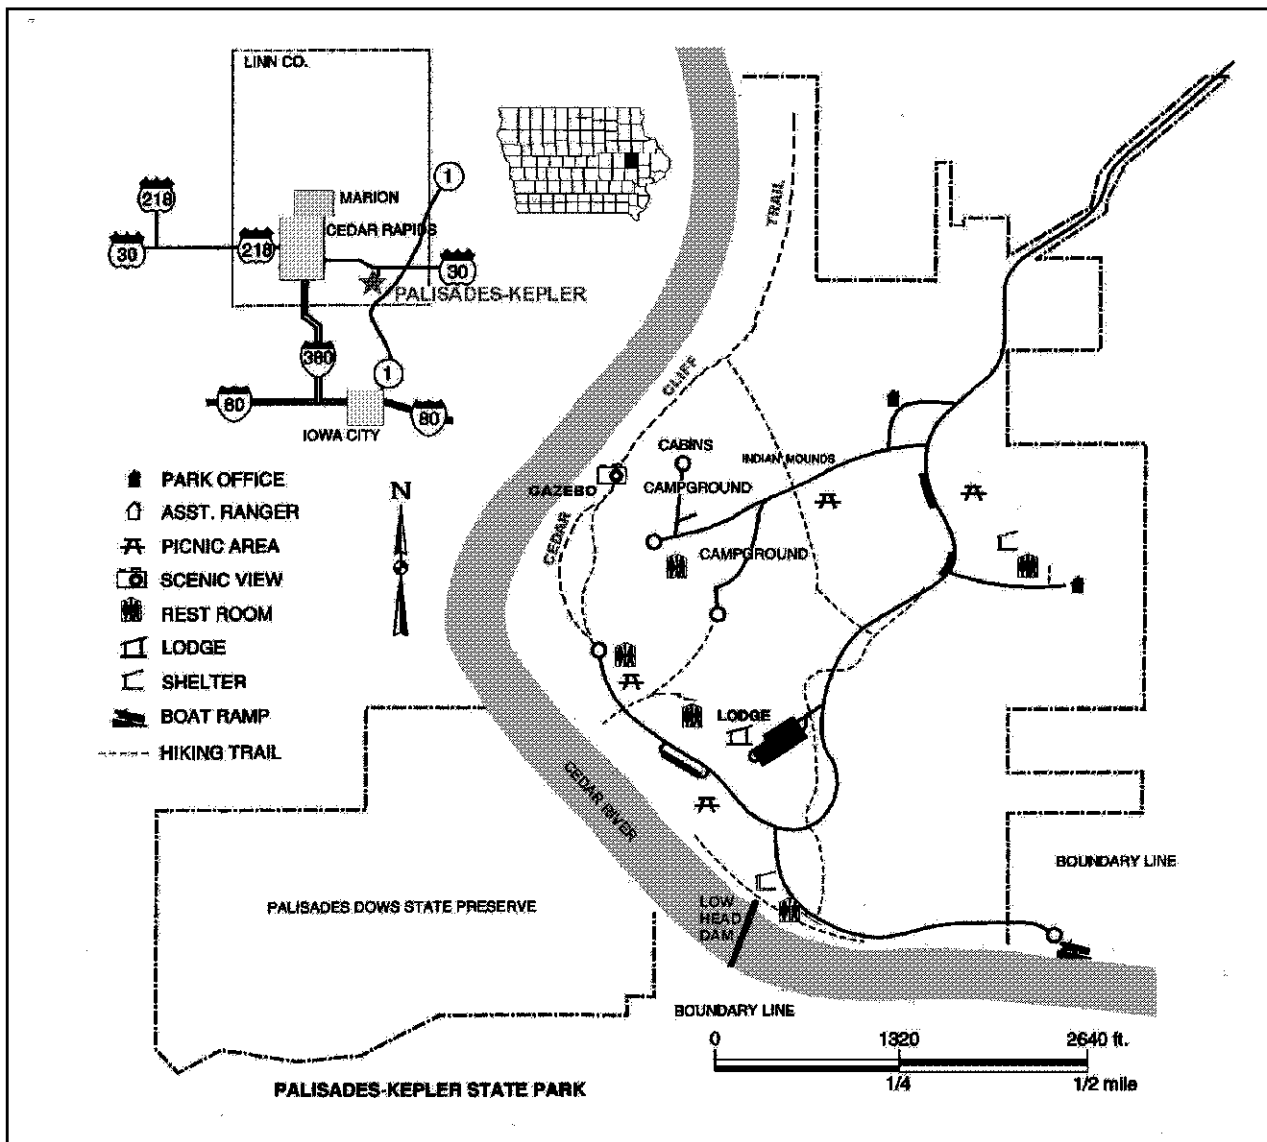 LINN CO.
218
1
MARION
CEDAR RAPIDS
30
218
30
PALISADES-KEPLER
380
1
80
80
IOWA CITY
TRAIL
CLIFF
CABINS
INDIAN MOUNDS
GAZEBO
CAMPGROUND
CEDAR
CAMPGROUND
N
PARK OFFICE
ASST. RANGER
PICNIC AREA
SCENIC VIEW
REST ROOM
LODGE
SHELTER
BOAT RAMP
HIKING TRAIL
LODGE
CEDAR RIVER
BOUNDARY LINE
PALISADES DOWS STATE PRESERVE
LOW
HEAD
DAM
BOUNDARY LINE
0 1320 2640 ft.
1/4 1/2 mile
PALISADES-KEPLER STATE PARK